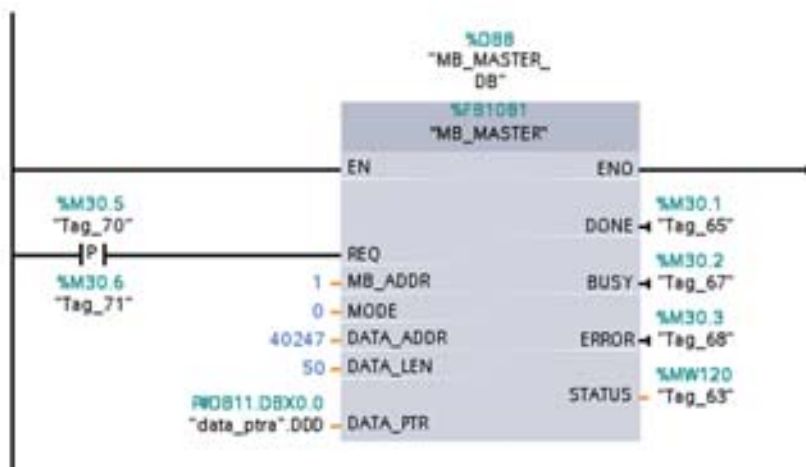 %DB8
"MB_MASTER_
DB"
%FB1081
"MB_MASTER"
EN
ENO
%M30.5
"Tag_70"
P
%M30.6
"Tag_71"
REQ
1
MB_ADDR
0
MODE
40247
DATA_ADDR
50
DATA_LEN
P#DB11.DBX0.0
"data_ptra".DDD
DATA_PTR
DONE
%M30.1
"Tag_65"
BUSY
%M30.2
"Tag_67"
ERROR
%M30.3
"Tag_68"
STATUS
%MW120
"Tag_63"